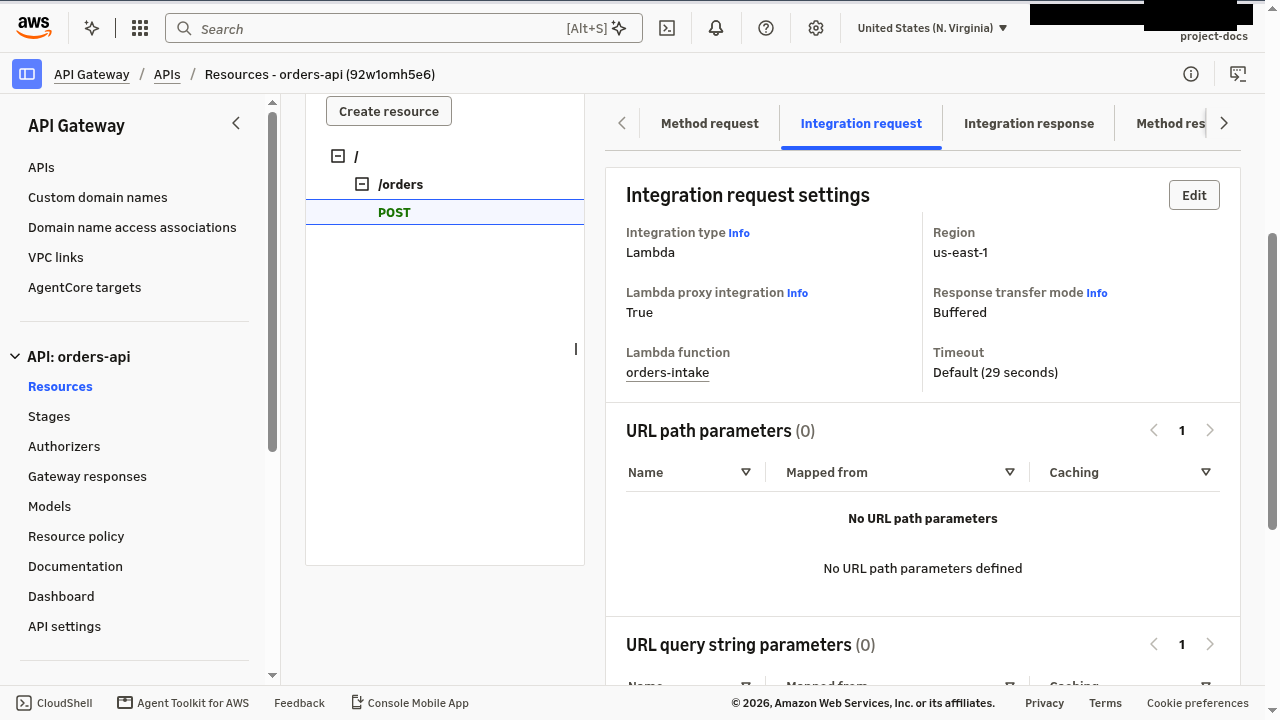 aws
Search
[Alt+S]
United States (N. Virginia)
project-docs
API Gateway / APIs / Resources - orders-api (92w1omh5e6)
API Gateway
APIs
Custom domain names
Domain name access associations
VPC links
AgentCore targets
API: orders-api
Resources
Stages
Authorizers
Gateway responses
Models
Resource policy
Documentation
Dashboard
API settings
Create resource
/
/orders
POST
Method request
Integration request
Integration response
Method res
Integration request settings
Edit
Integration type Info
Lambda
Region
us-east-1
Lambda proxy integration Info
True
Response transfer mode Info
Buffered
Lambda function
orders-intake
Timeout
Default (29 seconds)
URL path parameters (0)
1
Name
Mapped from
Caching
No URL path parameters
No URL path parameters defined
URL query string parameters (0)
1
Name
Mapped from
Caching
CloudShell
Agent Toolkit for AWS
Feedback
Console Mobile App
© 2026, Amazon Web Services, Inc. or its affiliates.
Privacy
Terms
Cookie preferences